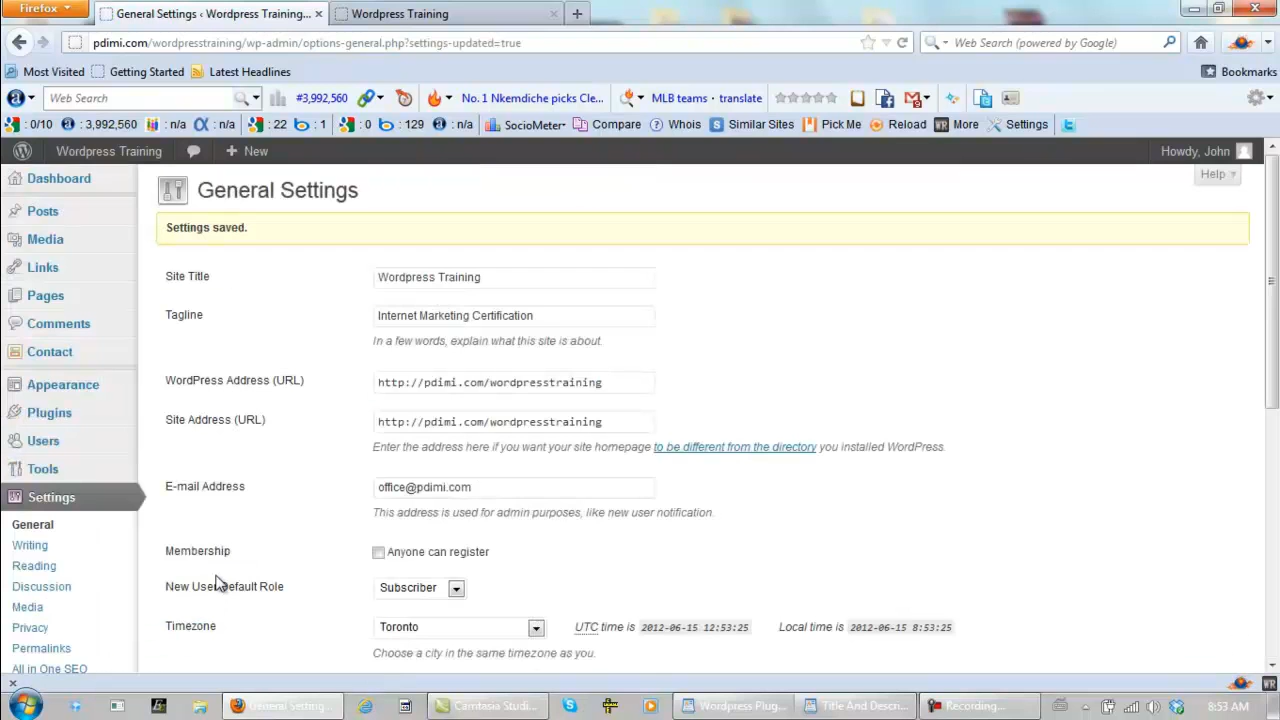 Firefox
General Settings ‹ Wordpress Training... Wordpress Training
pdimi.com/wordpresstraining/wp-admin/options-general.php?settings-updated=true Web Search (powered by Google)
Most Visited Getting Started Latest Headlines Bookmarks
Web Search #3,992,560 No. 1 Nkemdiche picks Cle... MLB teams · translate
: 0/10 : 3,992,560 : n/a : n/a : 22 : 1 : 0 : 129 : n/a SocioMeter Compare Whois Similar Sites Pick Me Reload More Settings
Wordpress Training New Howdy, John
Help
Dashboard
Posts
Media
Links
Pages
Comments
Contact
Appearance
Plugins
Users
Tools
Settings
General
Writing
Reading
Discussion
Media
Privacy
Permalinks
All in One SEO
General Settings
Settings saved.
Site Title Wordpress Training
Tagline Internet Marketing Certification
In a few words, explain what this site is about.
WordPress Address (URL) http://pdimi.com/wordpresstraining
Site Address (URL) http://pdimi.com/wordpresstraining
Enter the address here if you want your site homepage to be different from the directory you installed WordPress.
E-mail Address office@pdimi.com
This address is used for admin purposes, like new user notification.
Membership Anyone can register
New User Default Role Subscriber
Timezone Toronto UTC time is 2012-06-15 12:53:25 Local time is 2012-06-15 8:53:25
Choose a city in the same timezone as you.
General Setting... Camtasia Studi... Wordpress Plug... Title And Descri... Recording... 8:53 AM